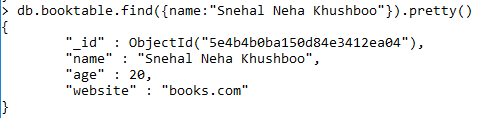 > db.booktable.find({name:"Snehal Neha Khushboo"}).pretty()
{
        "_id" : ObjectId("5e4b4b0ba150d84e3412ea04"),
        "name" : "Snehal Neha Khushboo",
        "age" : 20,
        "website" : "books.com"
}